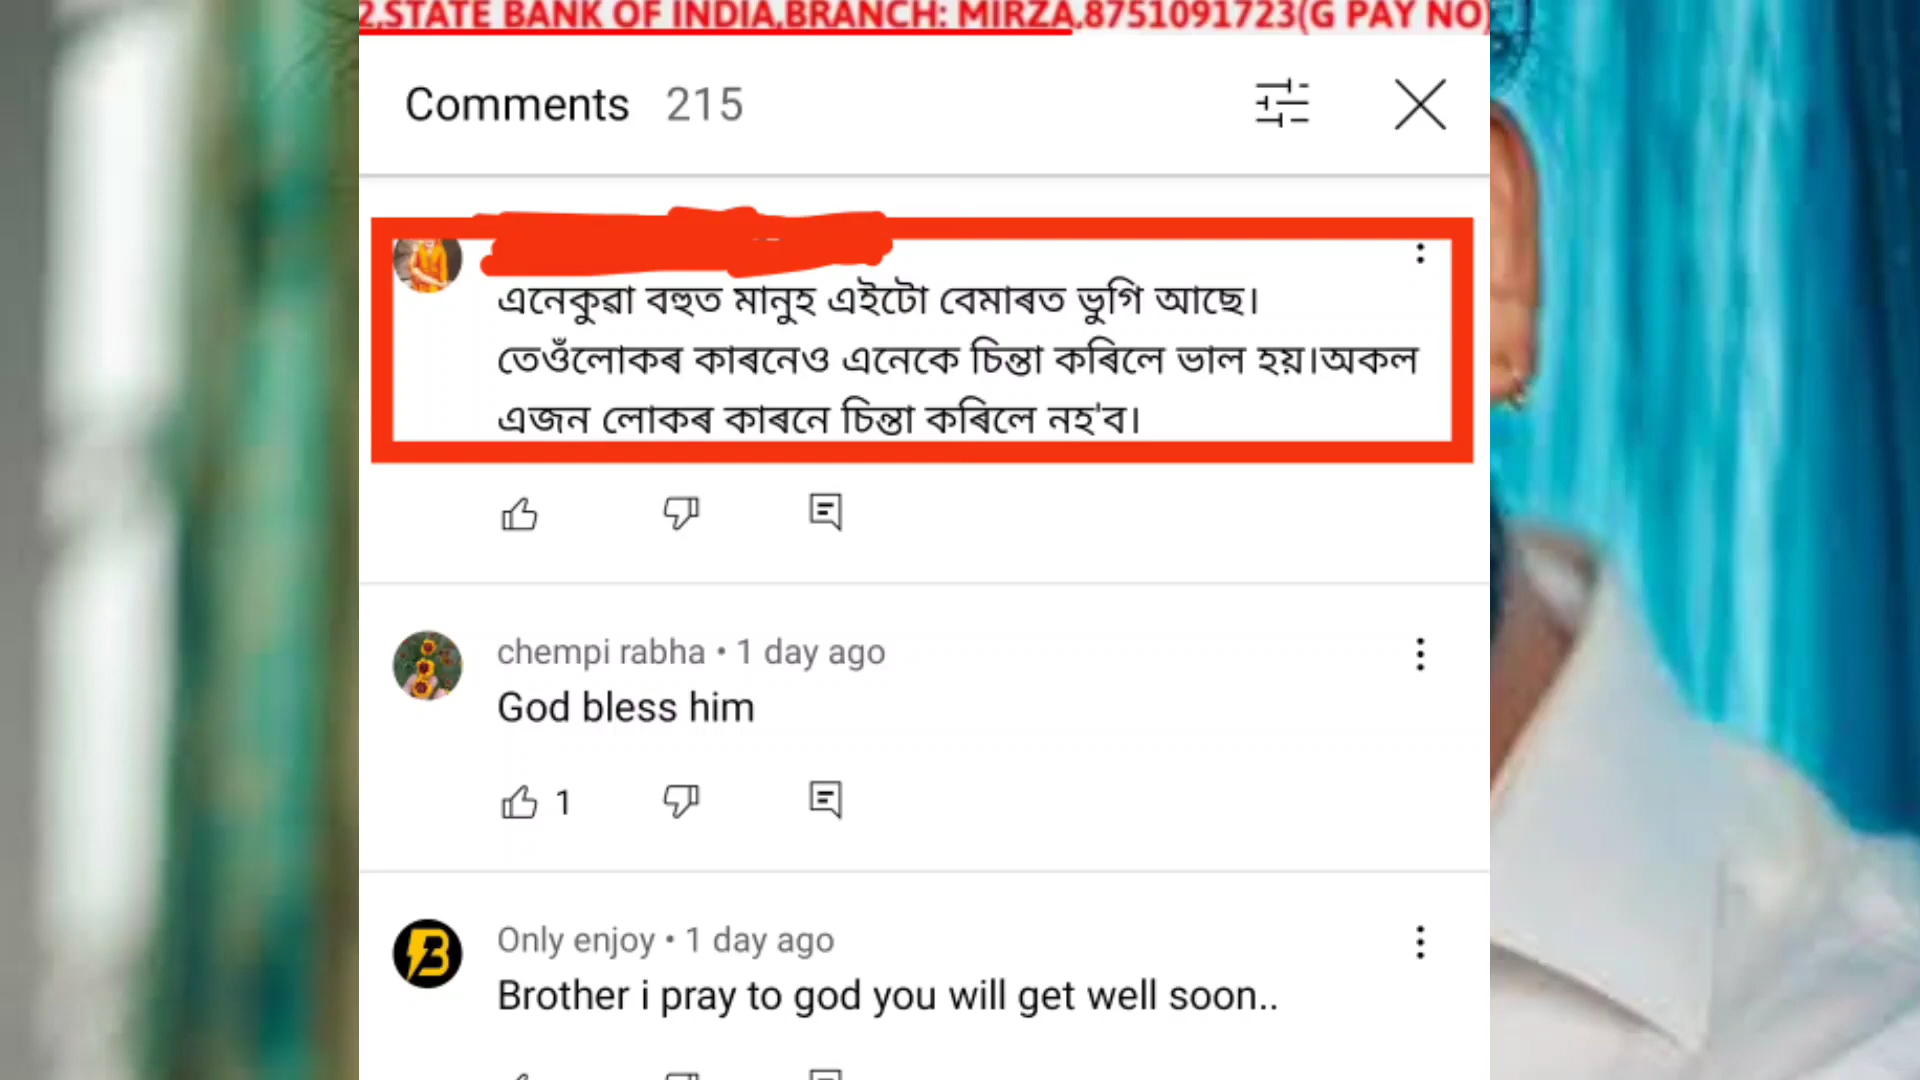 2,STATE BANK OF INDIA,BRANCH: MIRZA,8751091723(G PAY NO)
Comments 215
এনেকুৱা বহুত মানুহ এইটো বেমাৰত ভুগি আছে।
তেওঁলোকৰ কাৰনেও এনেকে চিন্তা কৰিলে ভাল হয়।অকল
এজন লোকৰ কাৰনে চিন্তা কৰিলে নহ'ব।
chempi rabha • 1 day ago
God bless him
1
Only enjoy • 1 day ago
Brother i pray to god you will get well soon..